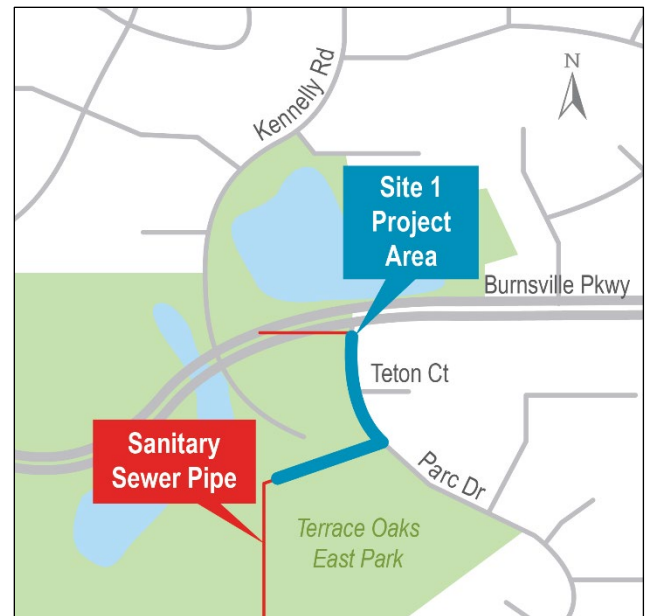 N
Kennelly Rd
Site 1
Project
Area
Burnsville Pkwy
Teton Ct
Sanitary
Sewer Pipe
Parc Dr
Terrace Oaks
East Park